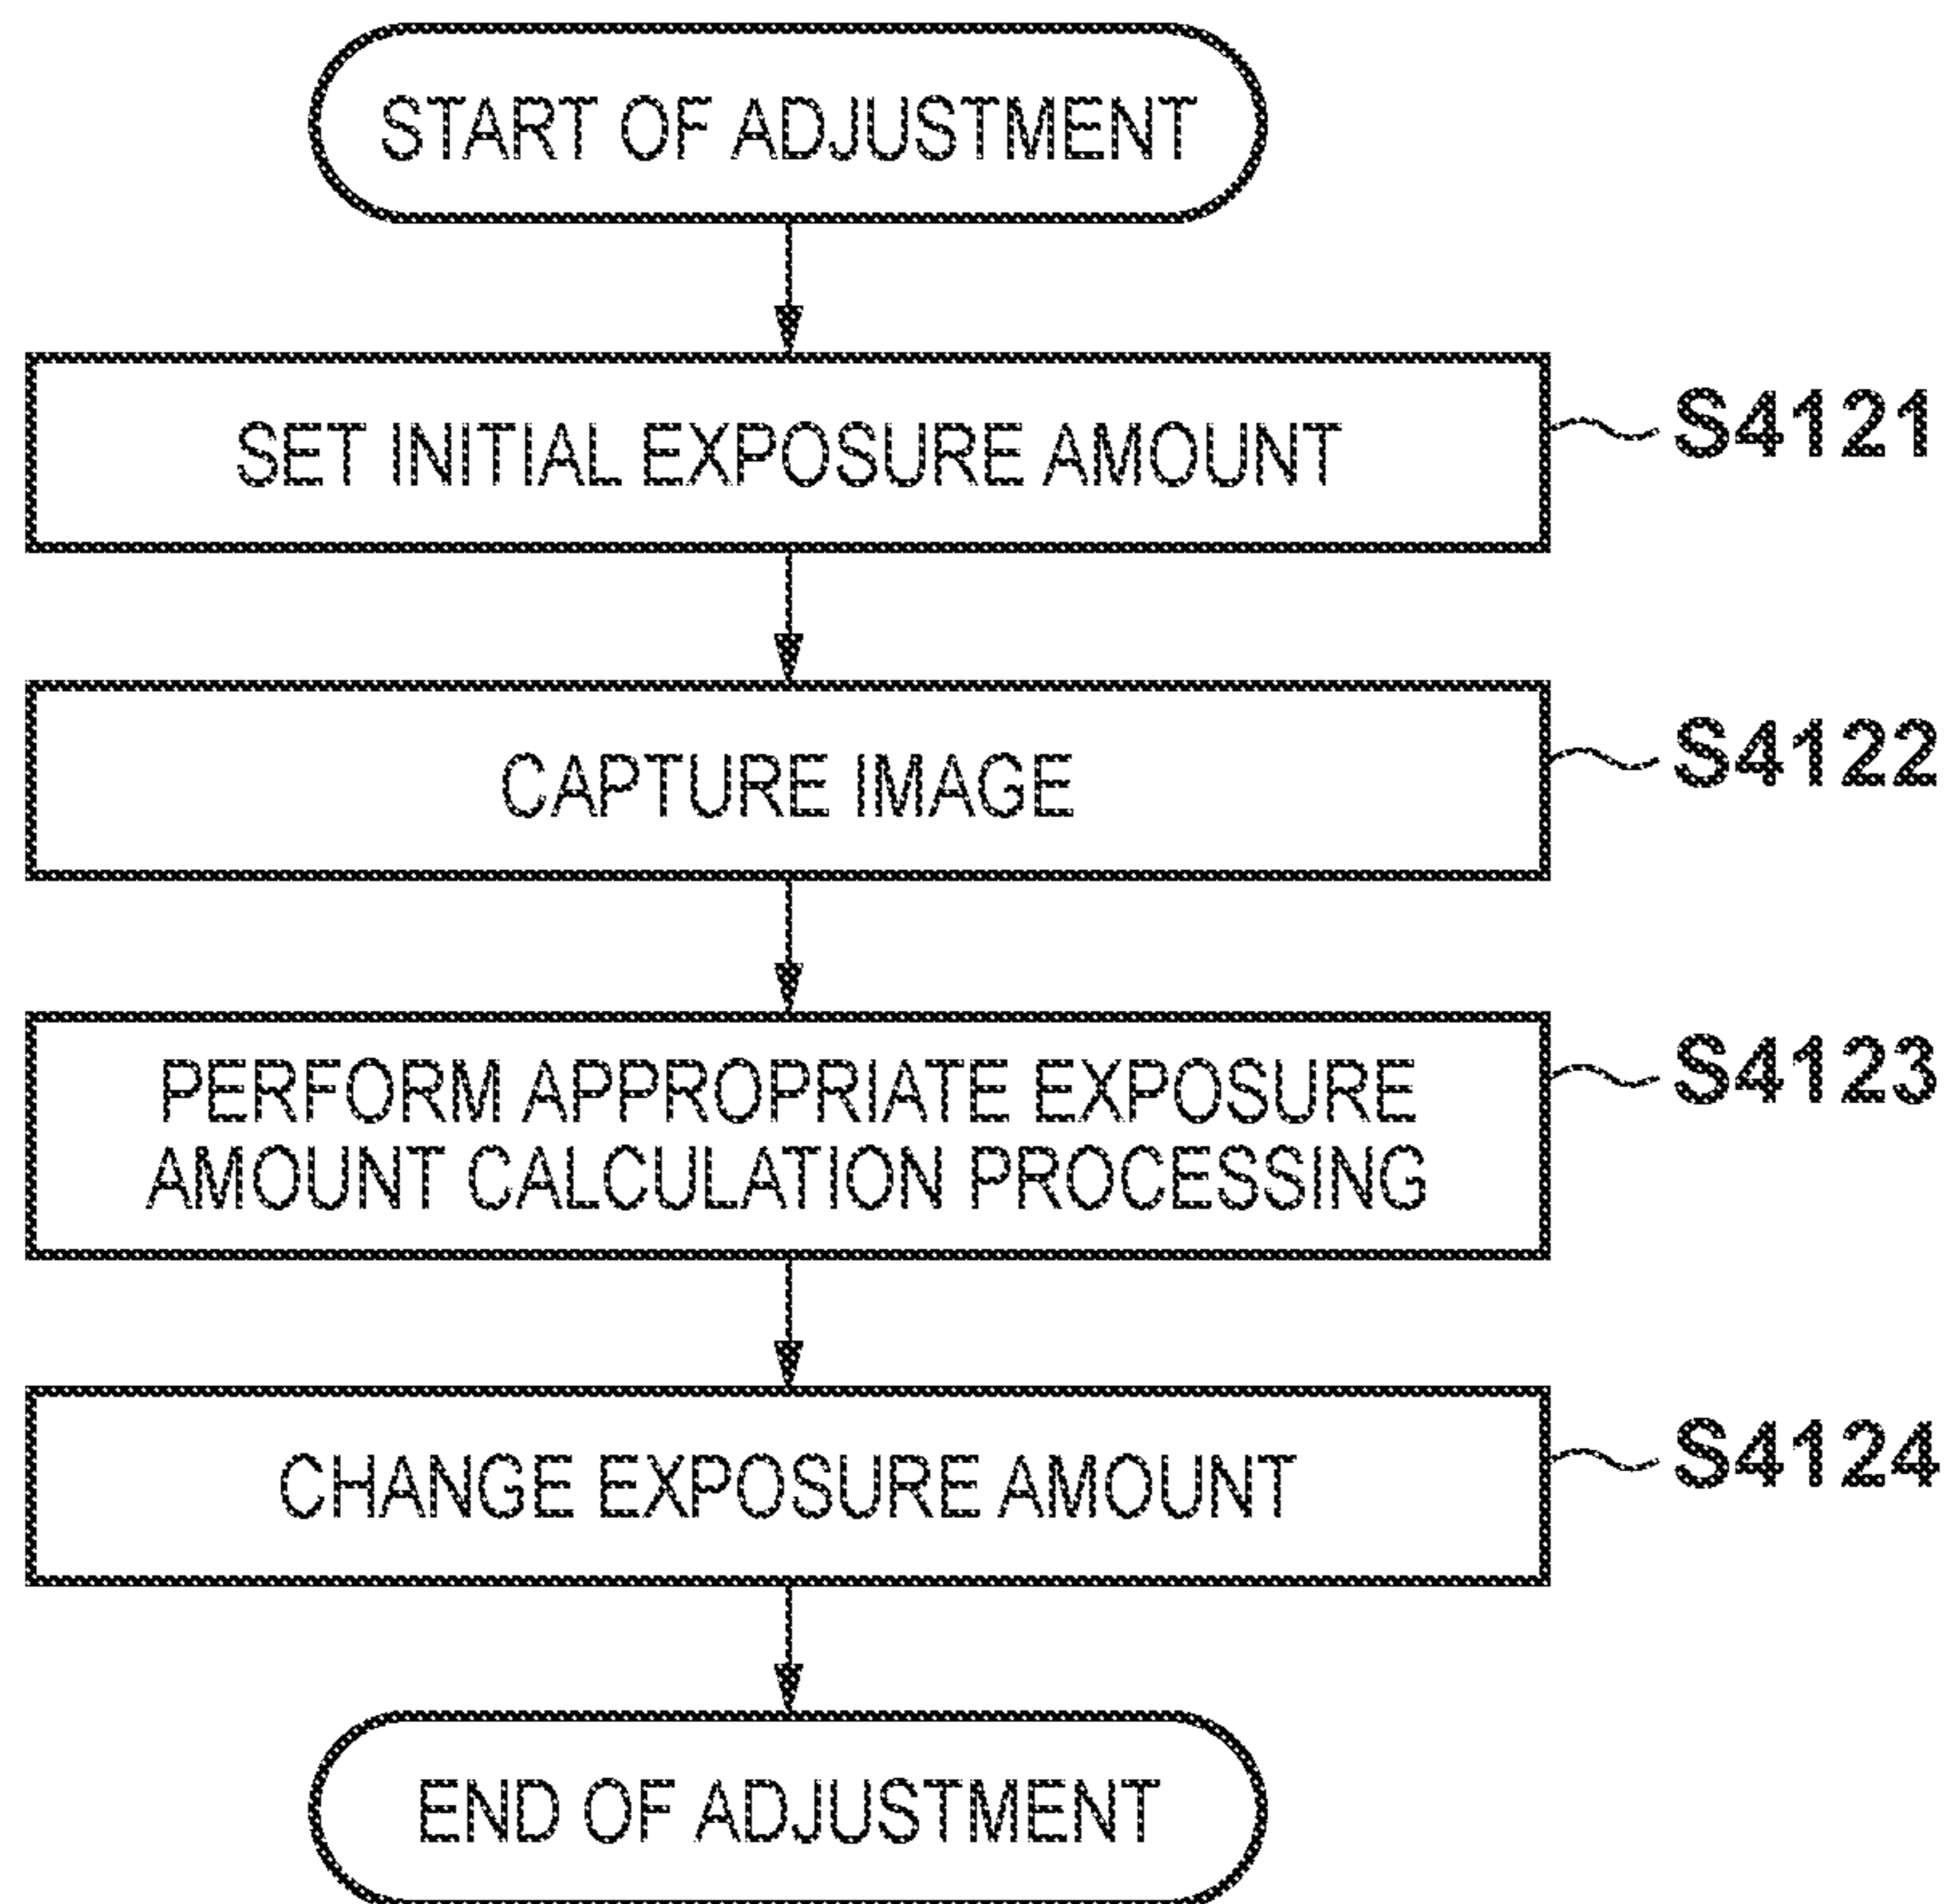 START OF ADJUSTMENT
SET INITIAL EXPOSURE AMOUNT
S4121
CAPTURE IMAGE
S4122
PERFORM APPROPRIATE EXPOSURE
AMOUNT CALCULATION PROCESSING
S4123
CHANGE EXPOSURE AMOUNT
S4124
END OF ADJUSTMENT